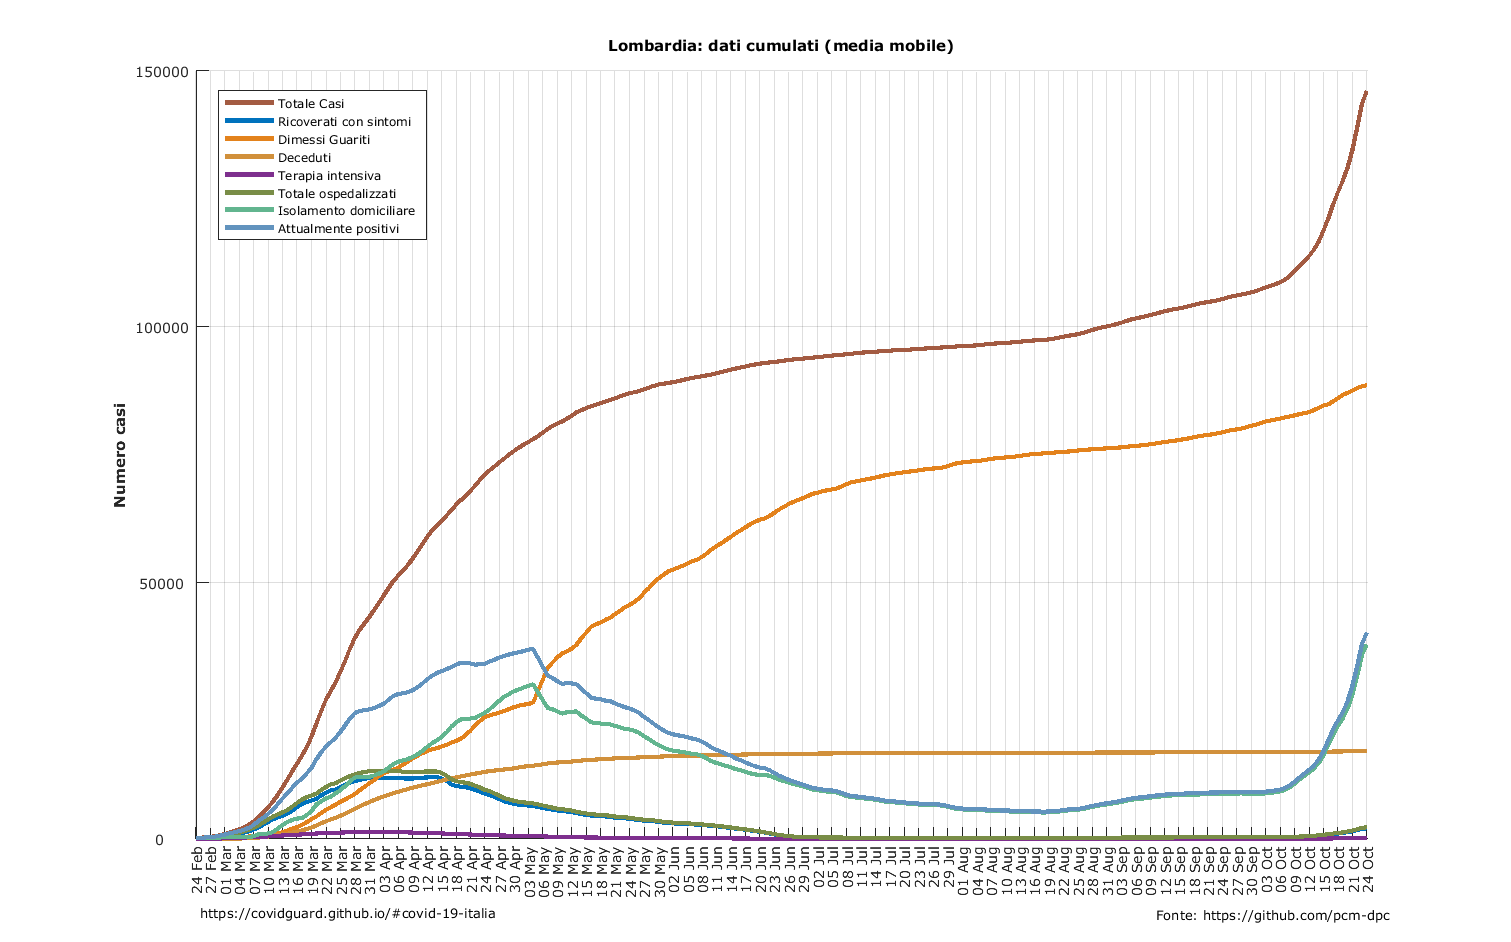 Lombardia: dati cumulati (media mobile)
150000
100000
50000
0
Numero casi
Totale Casi
Ricoverati con sintomi
Dimessi Guariti
Deceduti
Terapia intensiva
Totale ospedalizzati
Isolamento domiciliare
Attualmente positivi
24 Feb
27 Feb
01 Mar
04 Mar
07 Mar
10 Mar
13 Mar
16 Mar
19 Mar
22 Mar
25 Mar
28 Mar
31 Mar
03 Apr
06 Apr
09 Apr
12 Apr
15 Apr
18 Apr
21 Apr
24 Apr
27 Apr
30 Apr
03 May
06 May
09 May
12 May
15 May
18 May
21 May
24 May
27 May
30 May
02 Jun
05 Jun
08 Jun
11 Jun
14 Jun
17 Jun
20 Jun
23 Jun
26 Jun
29 Jun
02 Jul
05 Jul
08 Jul
11 Jul
14 Jul
17 Jul
20 Jul
23 Jul
26 Jul
29 Jul
01 Aug
04 Aug
07 Aug
10 Aug
13 Aug
16 Aug
19 Aug
22 Aug
25 Aug
28 Aug
31 Aug
03 Sep
06 Sep
09 Sep
12 Sep
15 Sep
18 Sep
21 Sep
24 Sep
27 Sep
30 Sep
03 Oct
06 Oct
09 Oct
12 Oct
15 Oct
18 Oct
21 Oct
24 Oct
https://covidguard.github.io/#covid-19-italia
Fonte: https://github.com/pcm-dpc